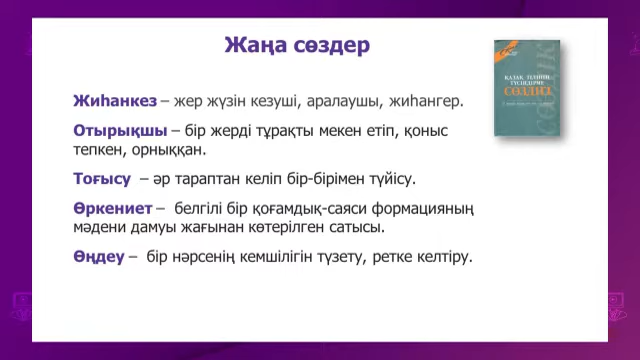 Жаңа сөздер
ҚАЗАҚ ТІЛІНІҢ
ТҮСІНДІРМЕ
СӨЗДІГІ
СӨЗДІК
Жиһанкез – жер жүзін кезуші, аралаушы, жиһангер.
Отырықшы – бір жерді тұрақты мекен етіп, қоныс
тепкен, орныққан.
Тоғысу – әр тараптан келіп бір-бірімен түйісу.
Өркениет – белгілі бір қоғамдық-саяси формацияның
мәдени дамуы жағынан көтерілген сатысы.
Өңдеу – бір нәрсенің кемшілігін түзету, ретке келтіру.